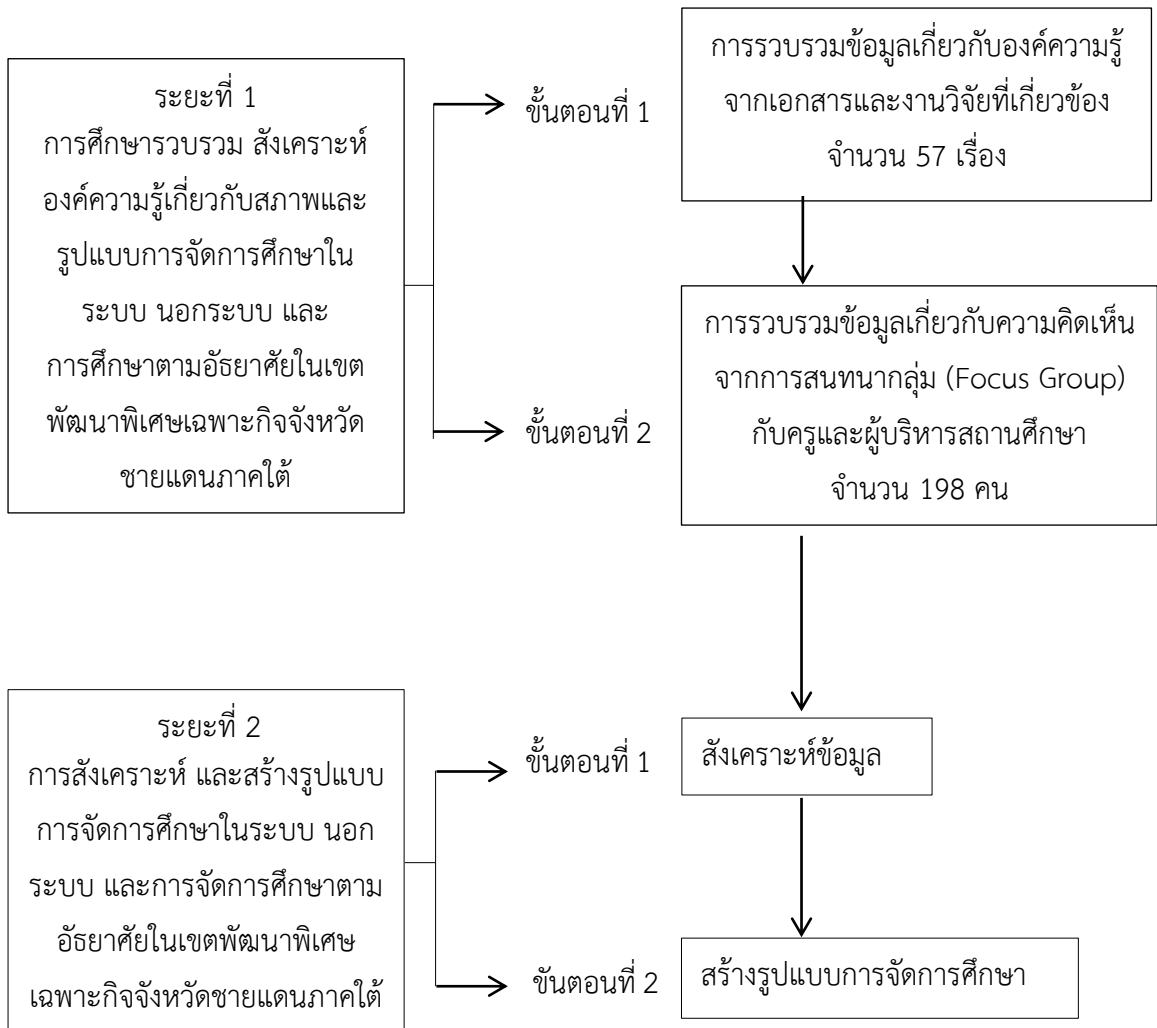 ระยะที่ 1
การศึกษารวบรวม สังเคราะห์
องค์ความรู้เกี่ยวกับสภาพและ
รูปแบบการจัดการศึกษาใน
ระบบ นอกระบบ และ
การศึกษาตามอัธยาศัยในเขต
พัฒนาพิเศษเฉพาะกิจจังหวัด
ชายแดนภาคใต้
ขั้นตอนที่ 1
การรวบรวมข้อมูลเกี่ยวกับองค์ความรู้
จากเอกสารและงานวิจัยที่เกี่ยวข้อง
จำนวน 57 เรื่อง
ขั้นตอนที่ 2
การรวบรวมข้อมูลเกี่ยวกับความคิดเห็น
จากการสนทนากลุ่ม (Focus Group)
กับครูและผู้บริหารสถานศึกษา
จำนวน 198 คน
ระยะที่ 2
การสังเคราะห์ และสร้างรูปแบบ
การจัดการศึกษาในระบบ นอก
ระบบ และการจัดการศึกษาตาม
อัธยาศัยในเขตพัฒนาพิเศษ
เฉพาะกิจจังหวัดชายแดนภาคใต้
ขั้นตอนที่ 1
สังเคราะห์ข้อมูล
ขันตอนที่ 2
สร้างรูปแบบการจัดการศึกษา